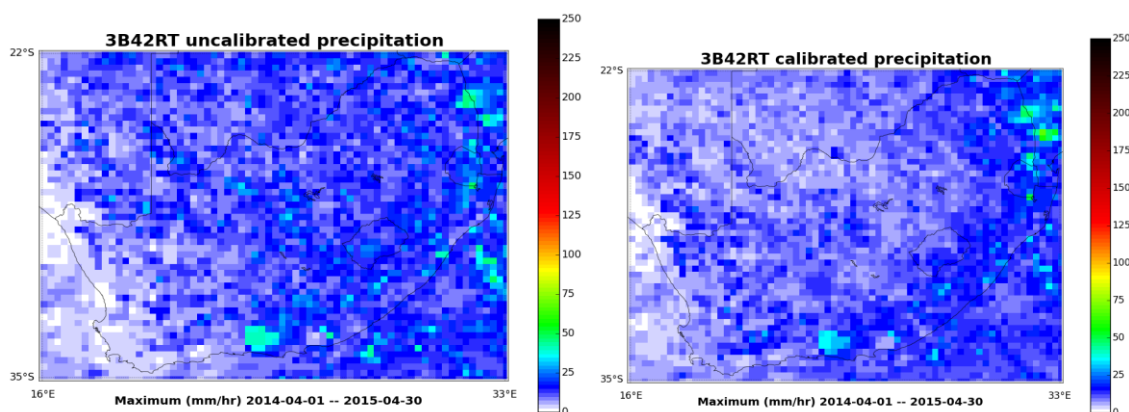 3B42RT uncalibrated precipitation
22°S
35°S
16°E
33°E
Maximum (mm/hr) 2014-04-01 -- 2015-04-30
250
225
200
175
150
125
100
75
50
25
0
3B42RT calibrated precipitation
22°S
35°S
16°E
33°E
Maximum (mm/hr) 2014-04-01 -- 2015-04-30
250
225
200
175
150
125
100
75
50
25
0